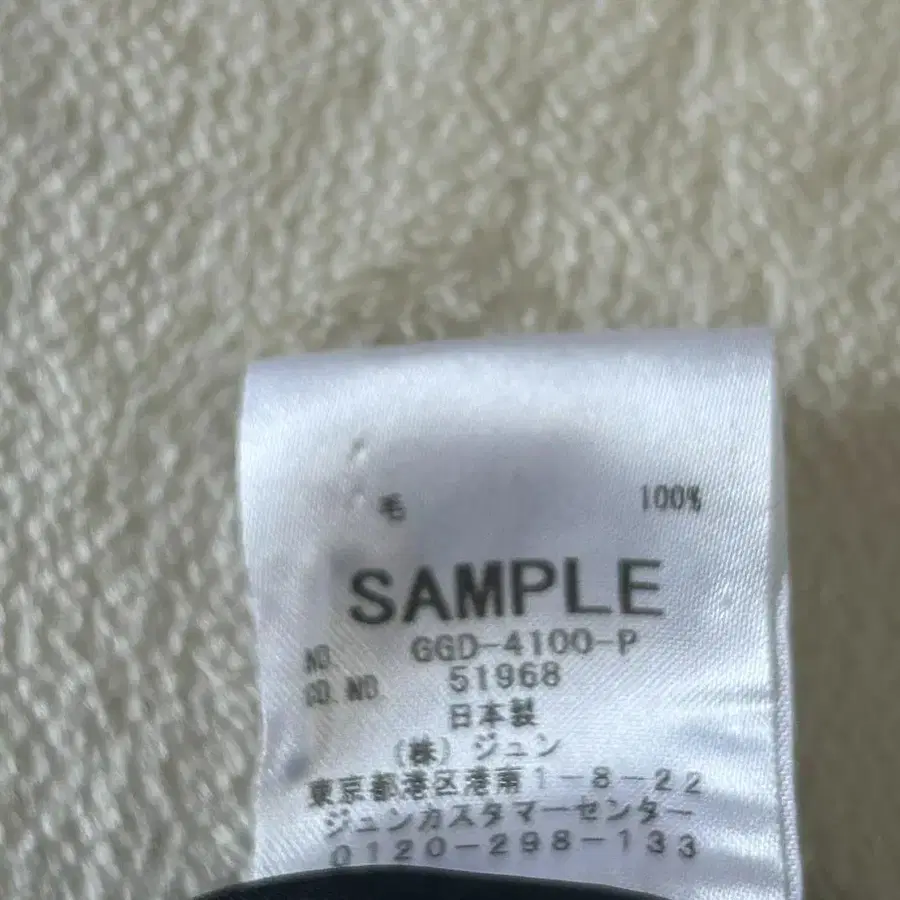 毛 100%
SAMPLE
NO. GGD-4100-P
CD.NO. 51968
日本製
(株)ジュン
東京都港区港南1-8-22
ジュンカスタマーセンター
0120-298-133